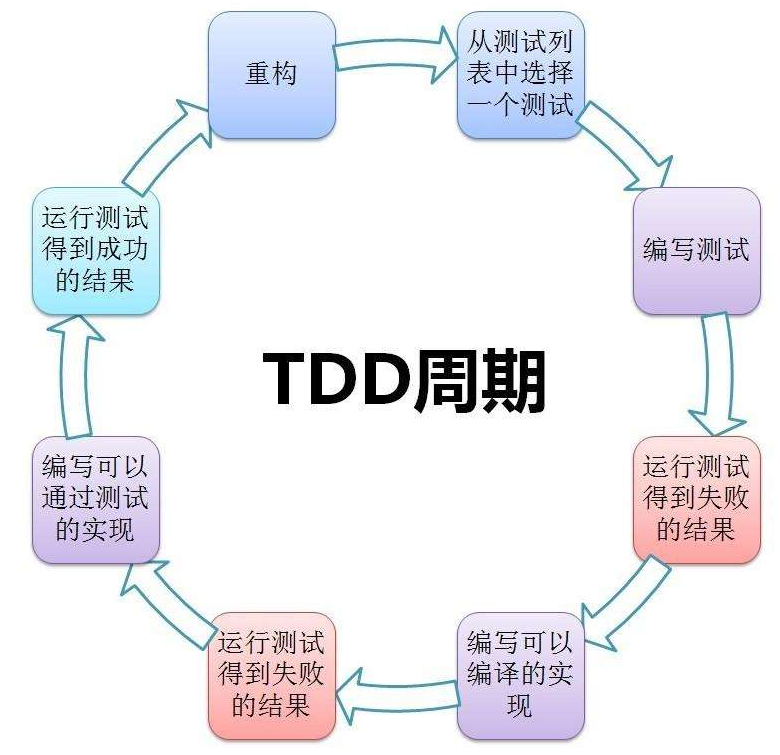 重构
从测试列
表中选择
一个测试
编写测试
运行测试
得到失败
的结果
编写可以
编译的实
现
运行测试
得到失败
的结果
编写可以
通过测试
的实现
运行测试
得到成功
的结果
TDD周期